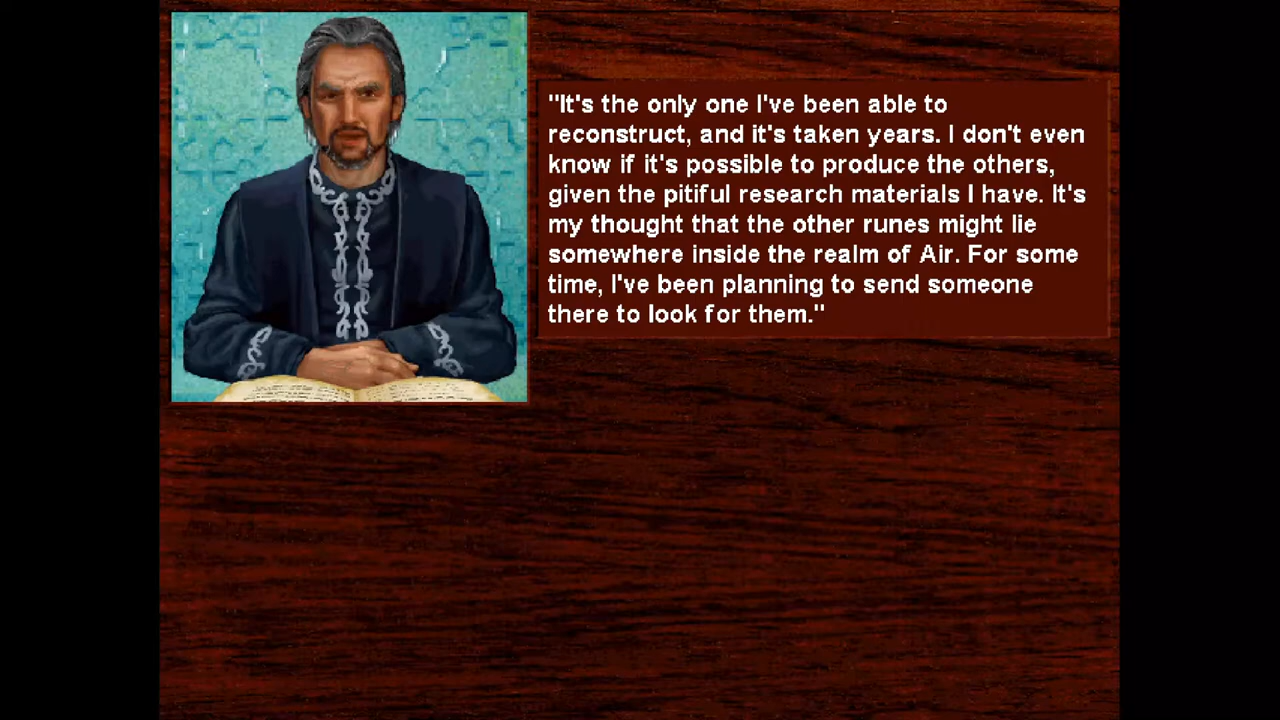 "It's the only one I've been able to
reconstruct, and it's taken years. I don't even
know if it's possible to produce the others,
given the pitiful research materials I have. It's
my thought that the other runes might lie
somewhere inside the realm of Air. For some
time, I've been planning to send someone
there to look for them."